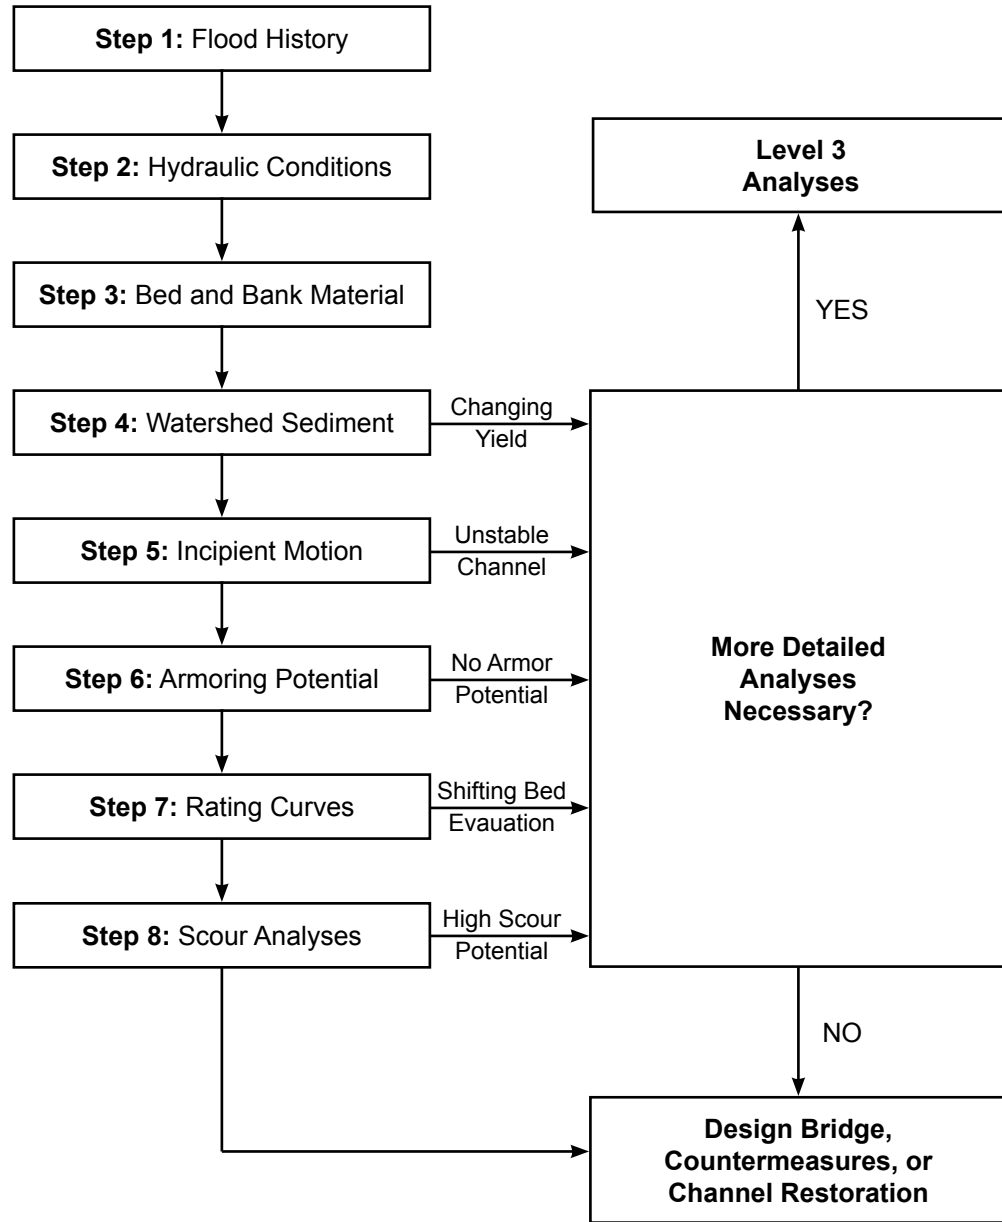 Step 1: Flood History
Step 2: Hydraulic Conditions
Step 3: Bed and Bank Material
Step 4: Watershed Sediment
Step 5: Incipient Motion
Step 6: Armoring Potential
Step 7: Rating Curves
Step 8: Scour Analyses
Changing
Yield
Unstable
Channel
No Armor
Potential
Shifting Bed
Evauation
High Scour
Potential
Level 3
Analyses
YES
More Detailed
Analyses
Necessary?
NO
Design Bridge,
Countermeasures, or
Channel Restoration